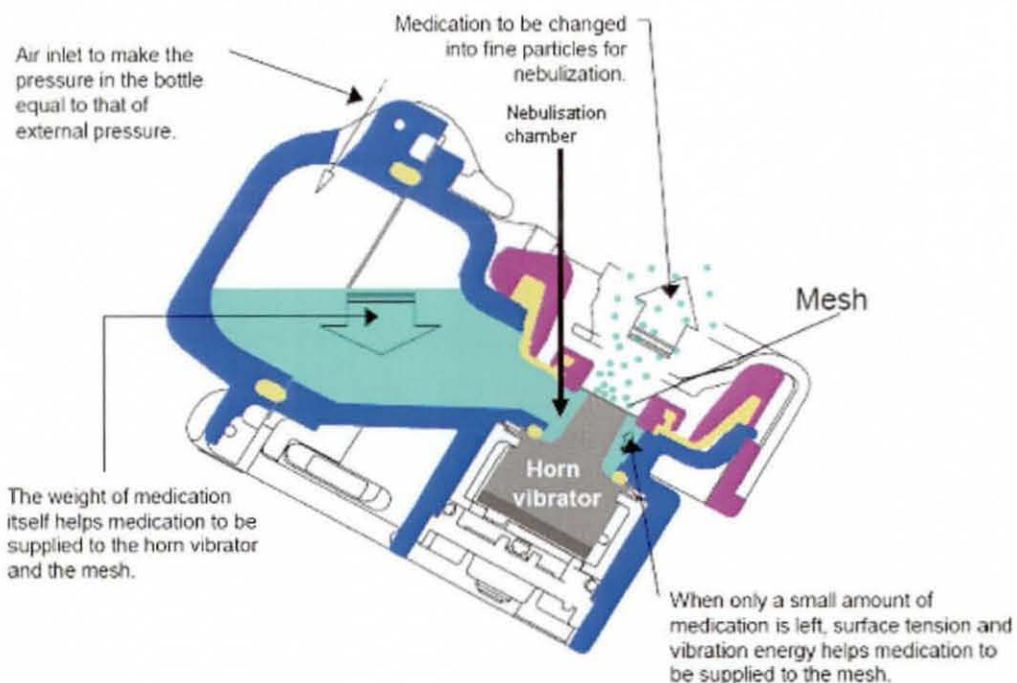 Air inlet to make the
pressure in the bottle
equal to that of
external pressure.
Medication to be changed
into fine particles for
nebulization.
Nebulisation
chamber
Mesh
Horn
vibrator
The weight of medication
itself helps medication to be
supplied to the horn vibrator
and the mesh.
When only a small amount of
medication is left, surface tension and
vibration energy helps medication to
be supplied to the mesh.